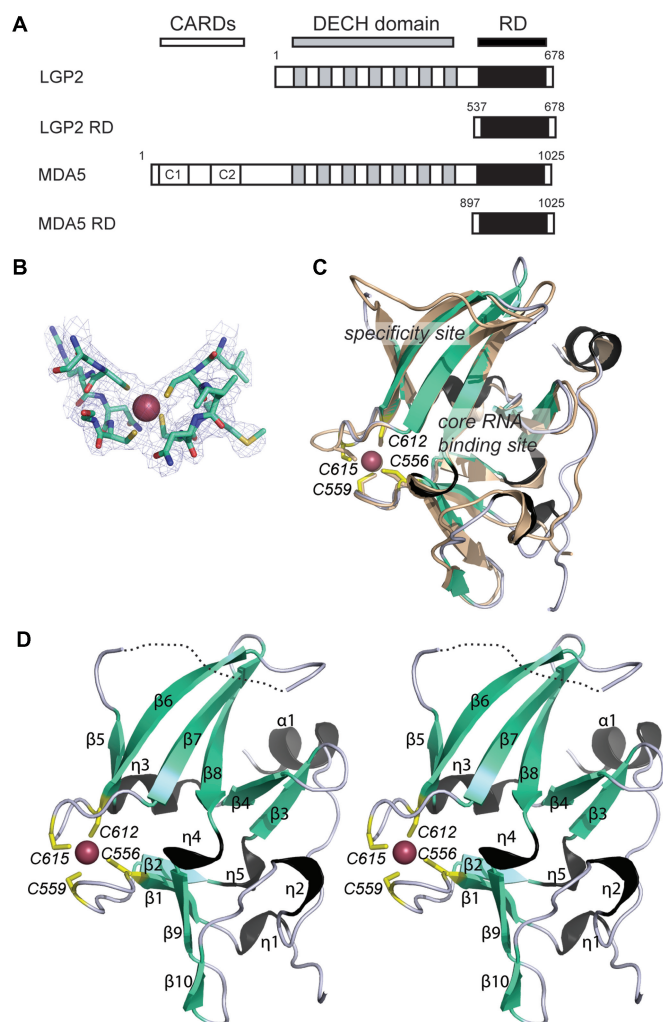 A
CARDs DECH domain RD
1 678
LGP2
537 678
LGP2 RD
1 1025
MDA5 C1 C2
897 1025
MDA5 RD
B
C
specificity site
core RNA
binding site
C612
C615 C556
C559
D
β6 β6
β5 β7 α1 β5 β7 α1
η3 β8 η3 β8
β4 β3 β4 β3
C612 η4 C612 η4
C615 C556 C615 C556
β2 η5 β2 η5
C559 β1 η2 C559 β1 η2
β9 η1 β9 η1
β10 β10